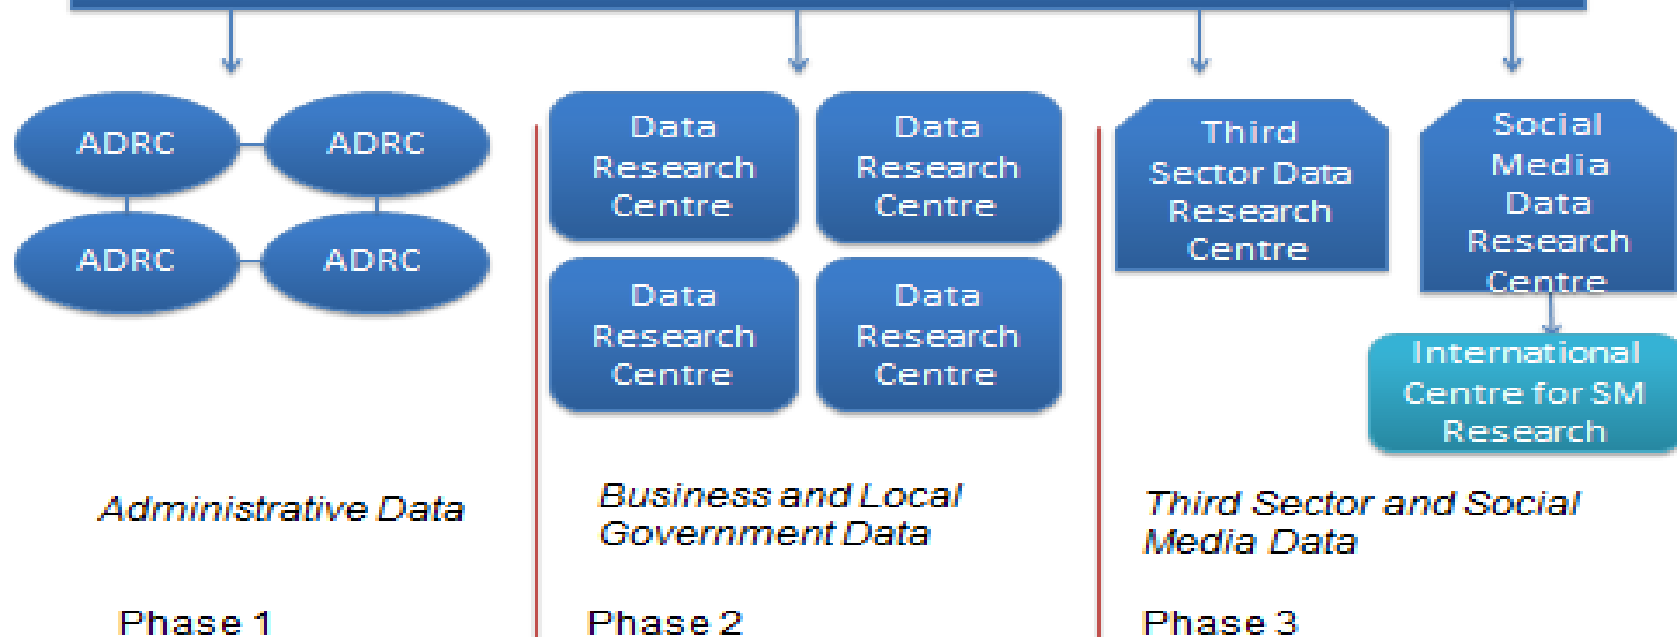 ADRC
ADRC
ADRC
ADRC
Data
Research
Centre
Data
Research
Centre
Data
Research
Centre
Data
Research
Centre
Third
Sector Data
Research
Centre
Social
Media
Data
Research
Centre
International
Centre for SM
Research
Administrative Data
Business and Local
Government Data
Third Sector and Social
Media Data
Phase 1
Phase 2
Phase 3